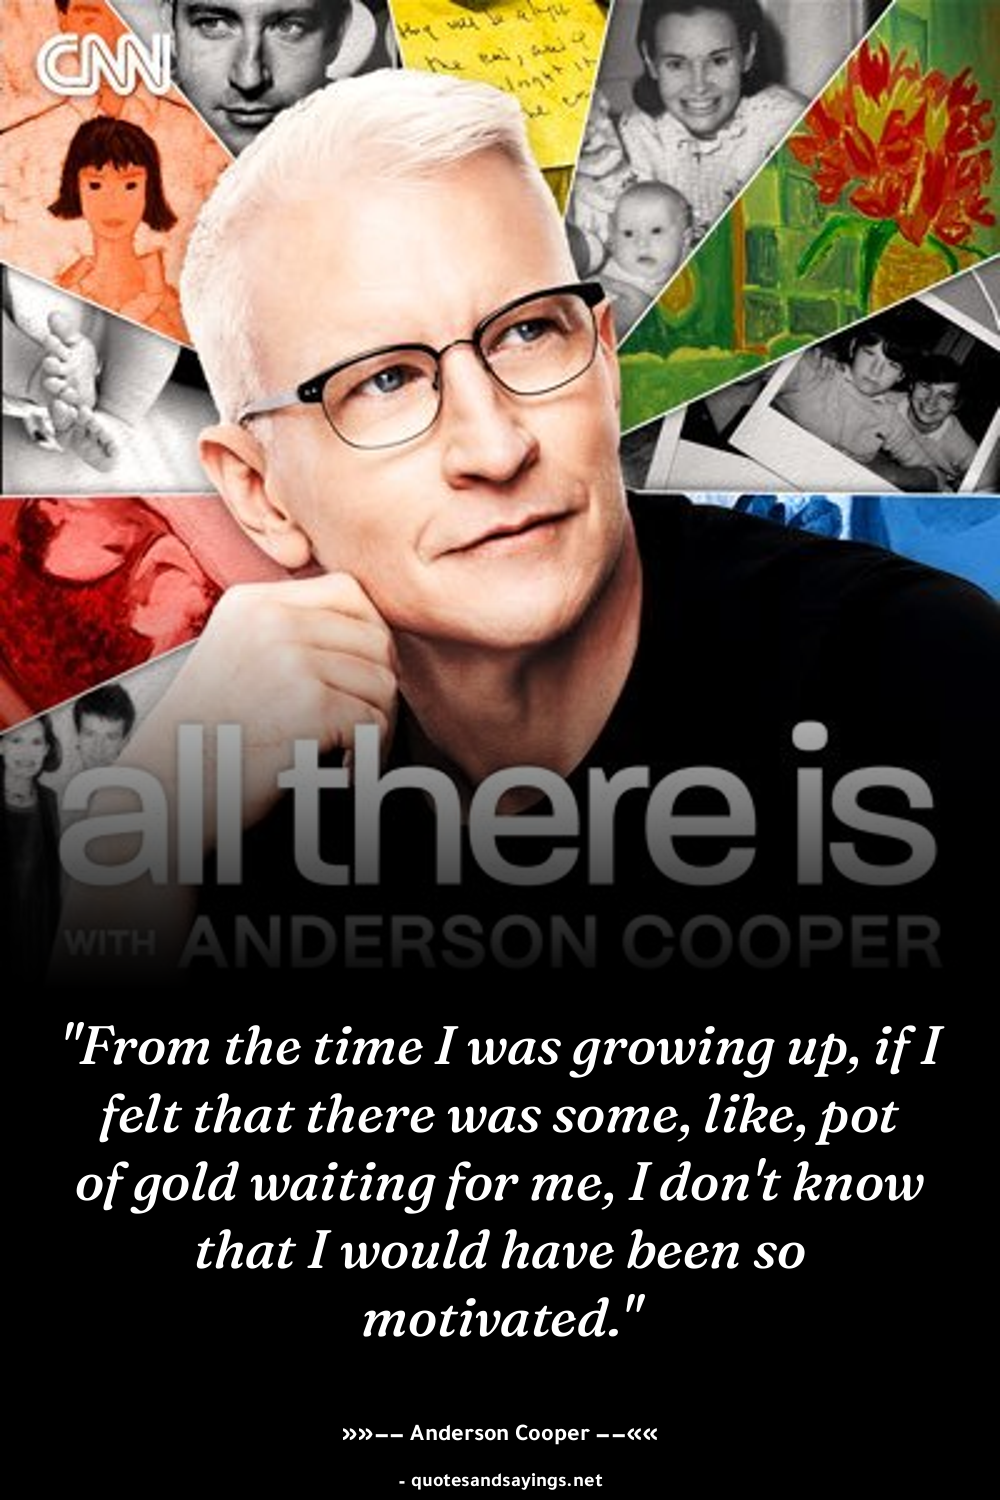 CNN
all there is
WITH ANDERSON COOPER
"From the time I was growing up, if I
felt that there was some, like, pot
of gold waiting for me, I don't know
that I would have been so
motivated."
»»−− Anderson Cooper −−««
- quotesandsayings.net